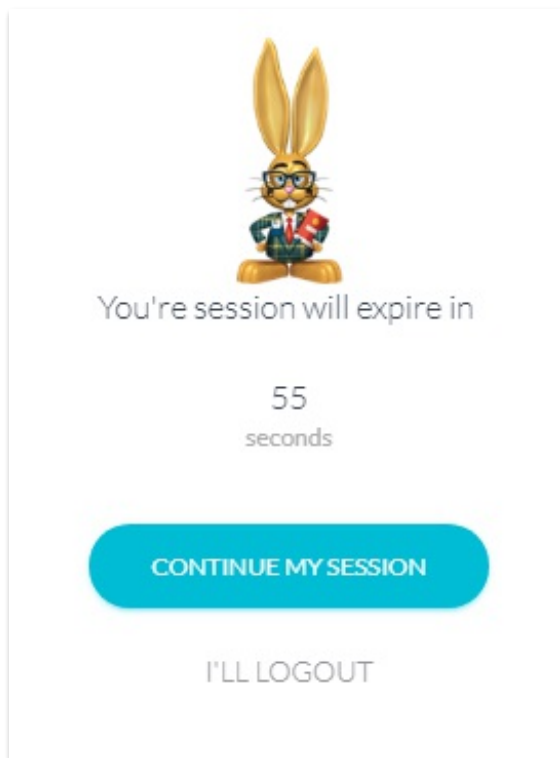 You're session will expire in
55
seconds
CONTINUE MY SESSION
I'LL LOGOUT